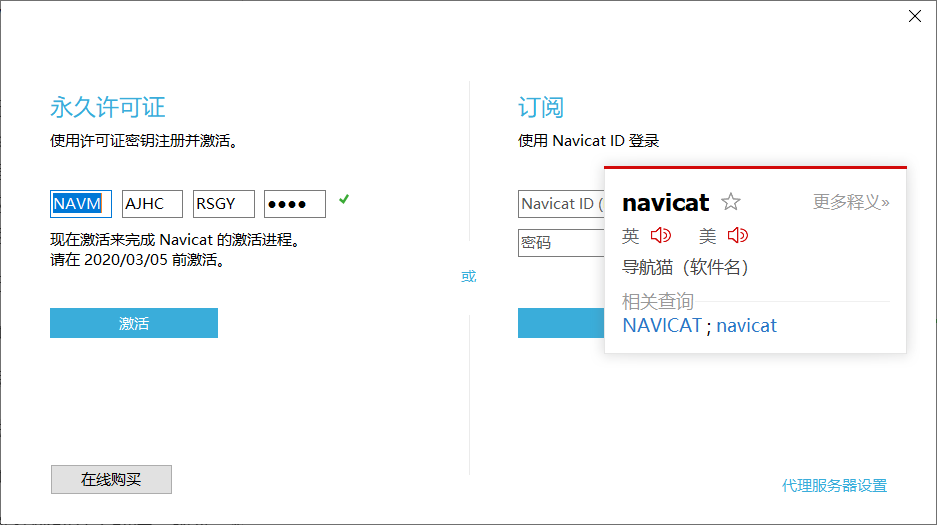 永久许可证
使用许可证密钥注册并激活。
NAVM AJHC RSGY ●●●●
现在激活来完成 Navicat 的激活进程。
请在 2020/03/05 前激活。
激活
或
订阅
使用 Navicat ID 登录
Navicat ID (
密码
navicat 更多释义»
英 美
导航猫（软件名）
相关查询
NAVICAT ; navicat
在线购买
代理服务器设置